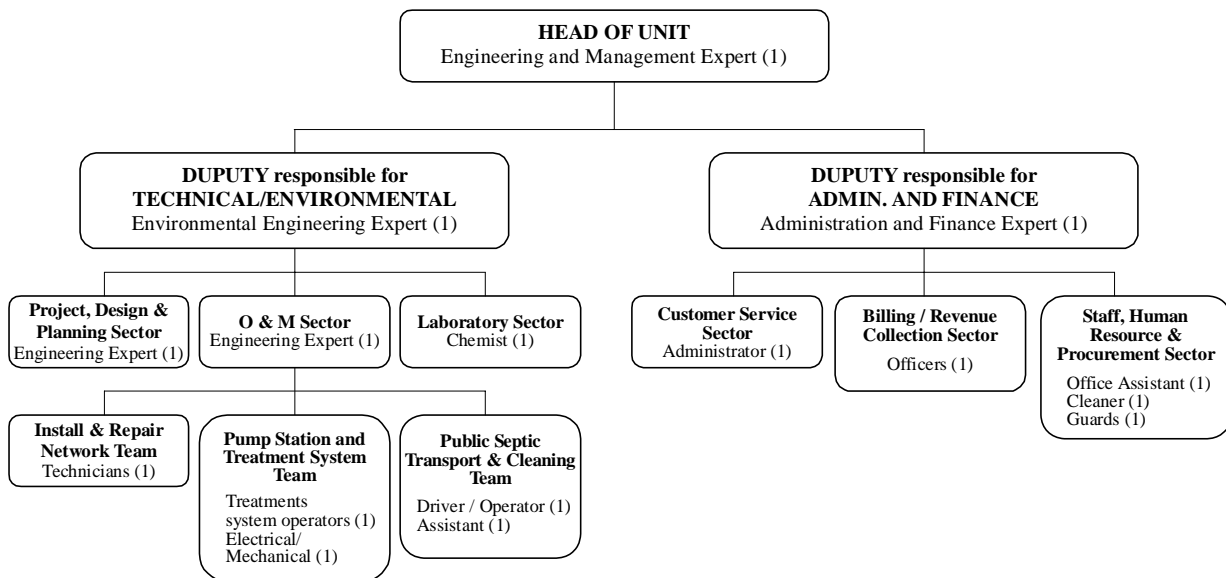 HEAD OF UNIT
Engineering and Management Expert (1)
DUPUTY responsible for
TECHNICAL/ENVIRONMENTAL
Environmental Engineering Expert (1)
DUPUTY responsible for
ADMIN. AND FINANCE
Administration and Finance Expert (1)
Project, Design &
Planning Sector
Engineering Expert (1)
O & M Sector
Engineering Expert (1)
Laboratory Sector
Chemist (1)
Customer Service
Sector
Administrator (1)
Billing / Revenue
Collection Sector
Officers (1)
Staff, Human
Resource &
Procurement Sector
Office Assistant (1)
Cleaner (1)
Guards (1)
Install & Repair
Network Team
Technicians (1)
Pump Station and
Treatment System
Team
Treatments
system operators (1)
Electrical/
Mechanical (1)
Public Septic
Transport & Cleaning
Team
Driver / Operator (1)
Assistant (1)